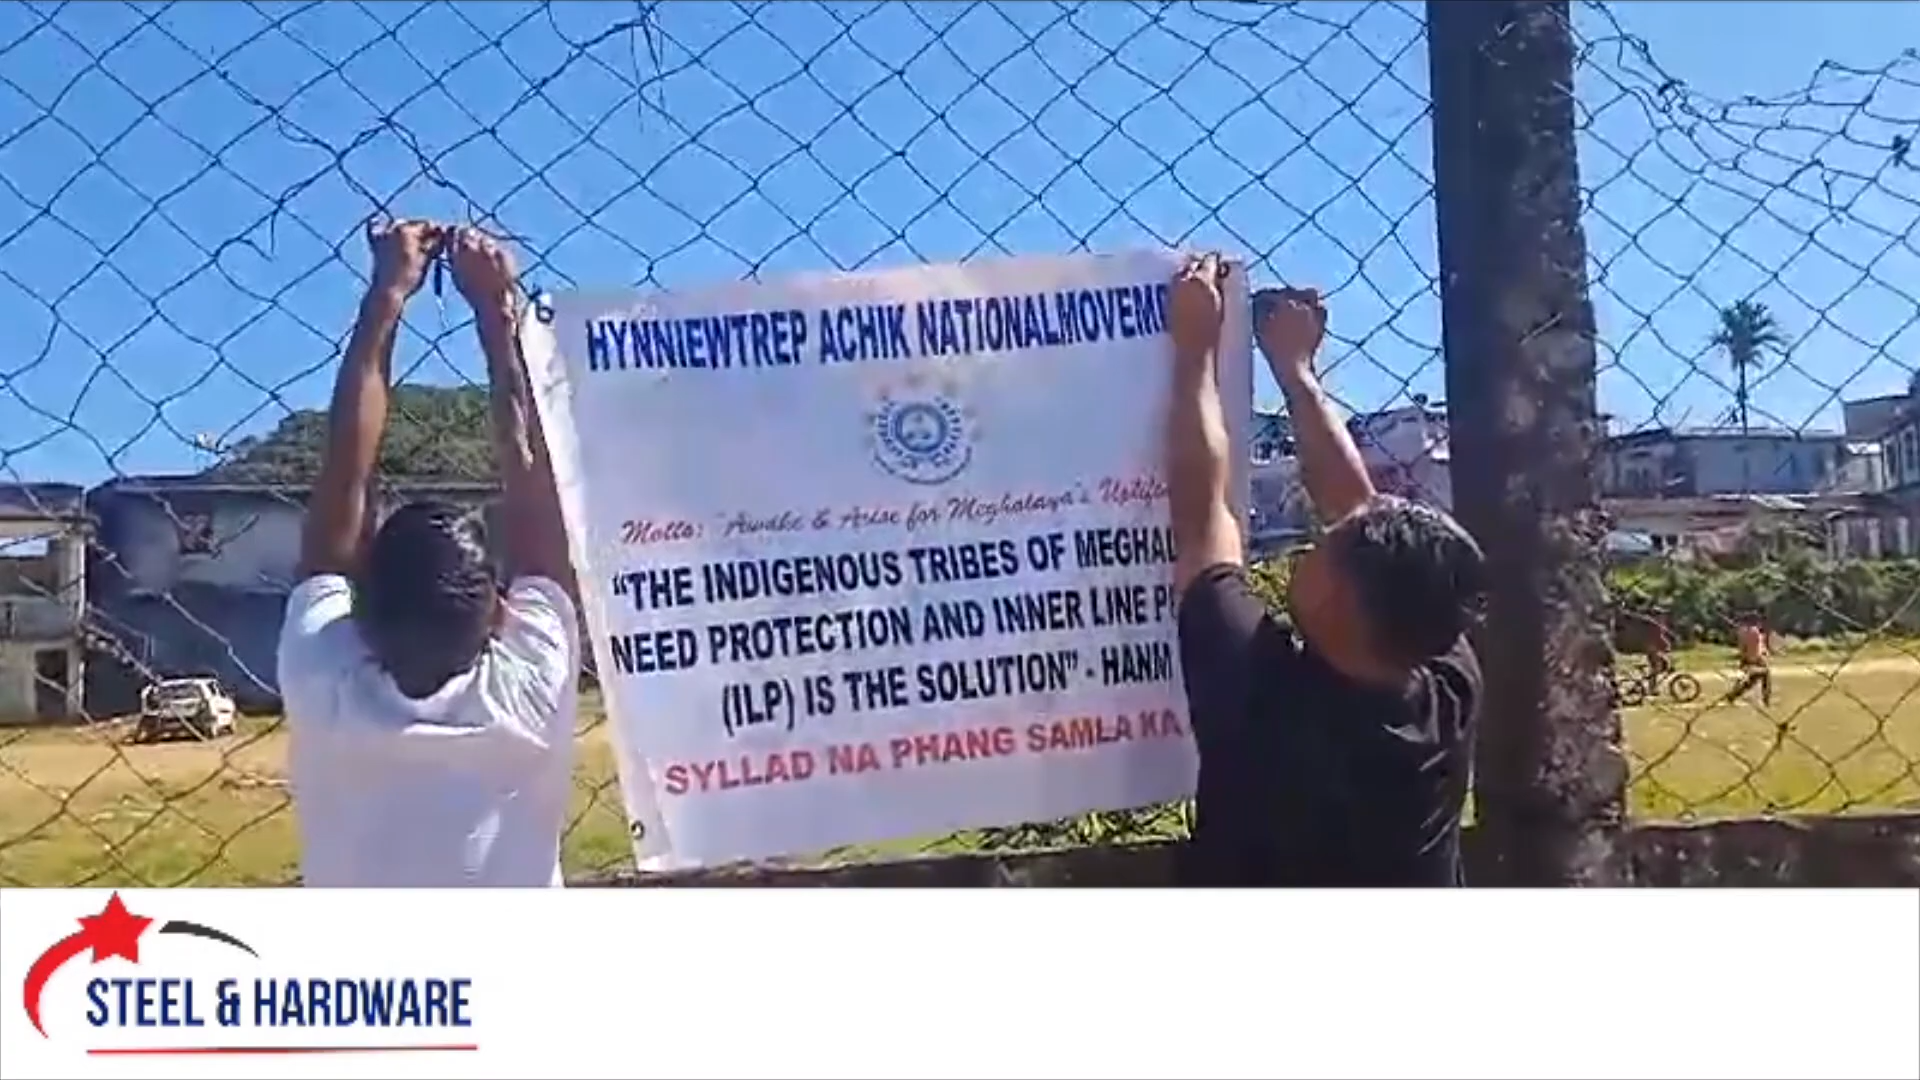 HYNNIEWTREP ACHIK NATIONALMOVEME
Motto: "Awake & Arise for Meghalaya's
"THE INDIGENOUS TRIBES OF MEGHAL
NEED PROTECTION AND INNER LINE
(ILP) IS THE SOLUTION" - HANM
SYLLAD NA PHANG SAMLA KA
STEEL & HARDWARE